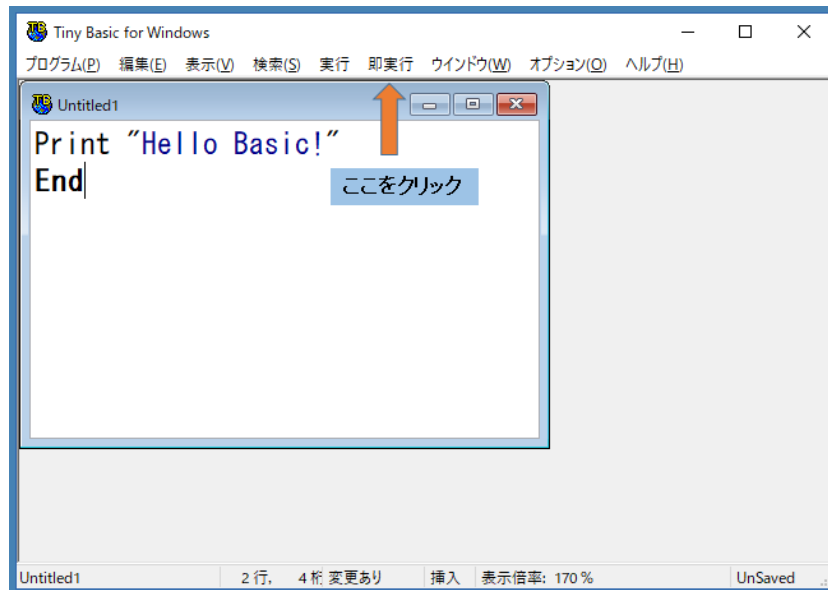 Tiny Basic for Windows
プログラム(P) 編集(E) 表示(V) 検索(S) 実行 即実行 ウインドウ(W) オプション(O) ヘルプ(H)
Untitled1
Print "Hello Basic!"
End
ここをクリック
Untitled1 2行, 4桁 変更あり 挿入 表示倍率: 170 % UnSaved